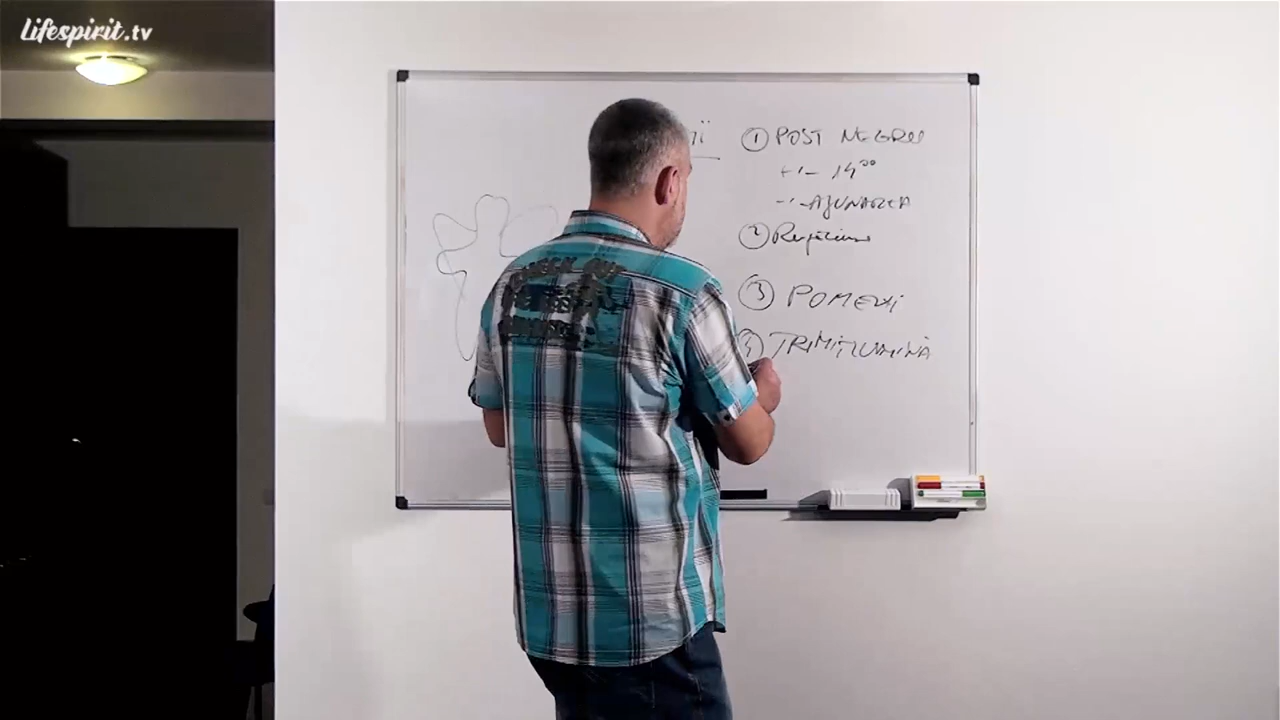 Lifespirit.tv
① POST NEGRU
+/- 14⁰⁰
-·-AJUNAREA
② Rugăciune
③ POMENI
④ TRIMIT LUMINĂ